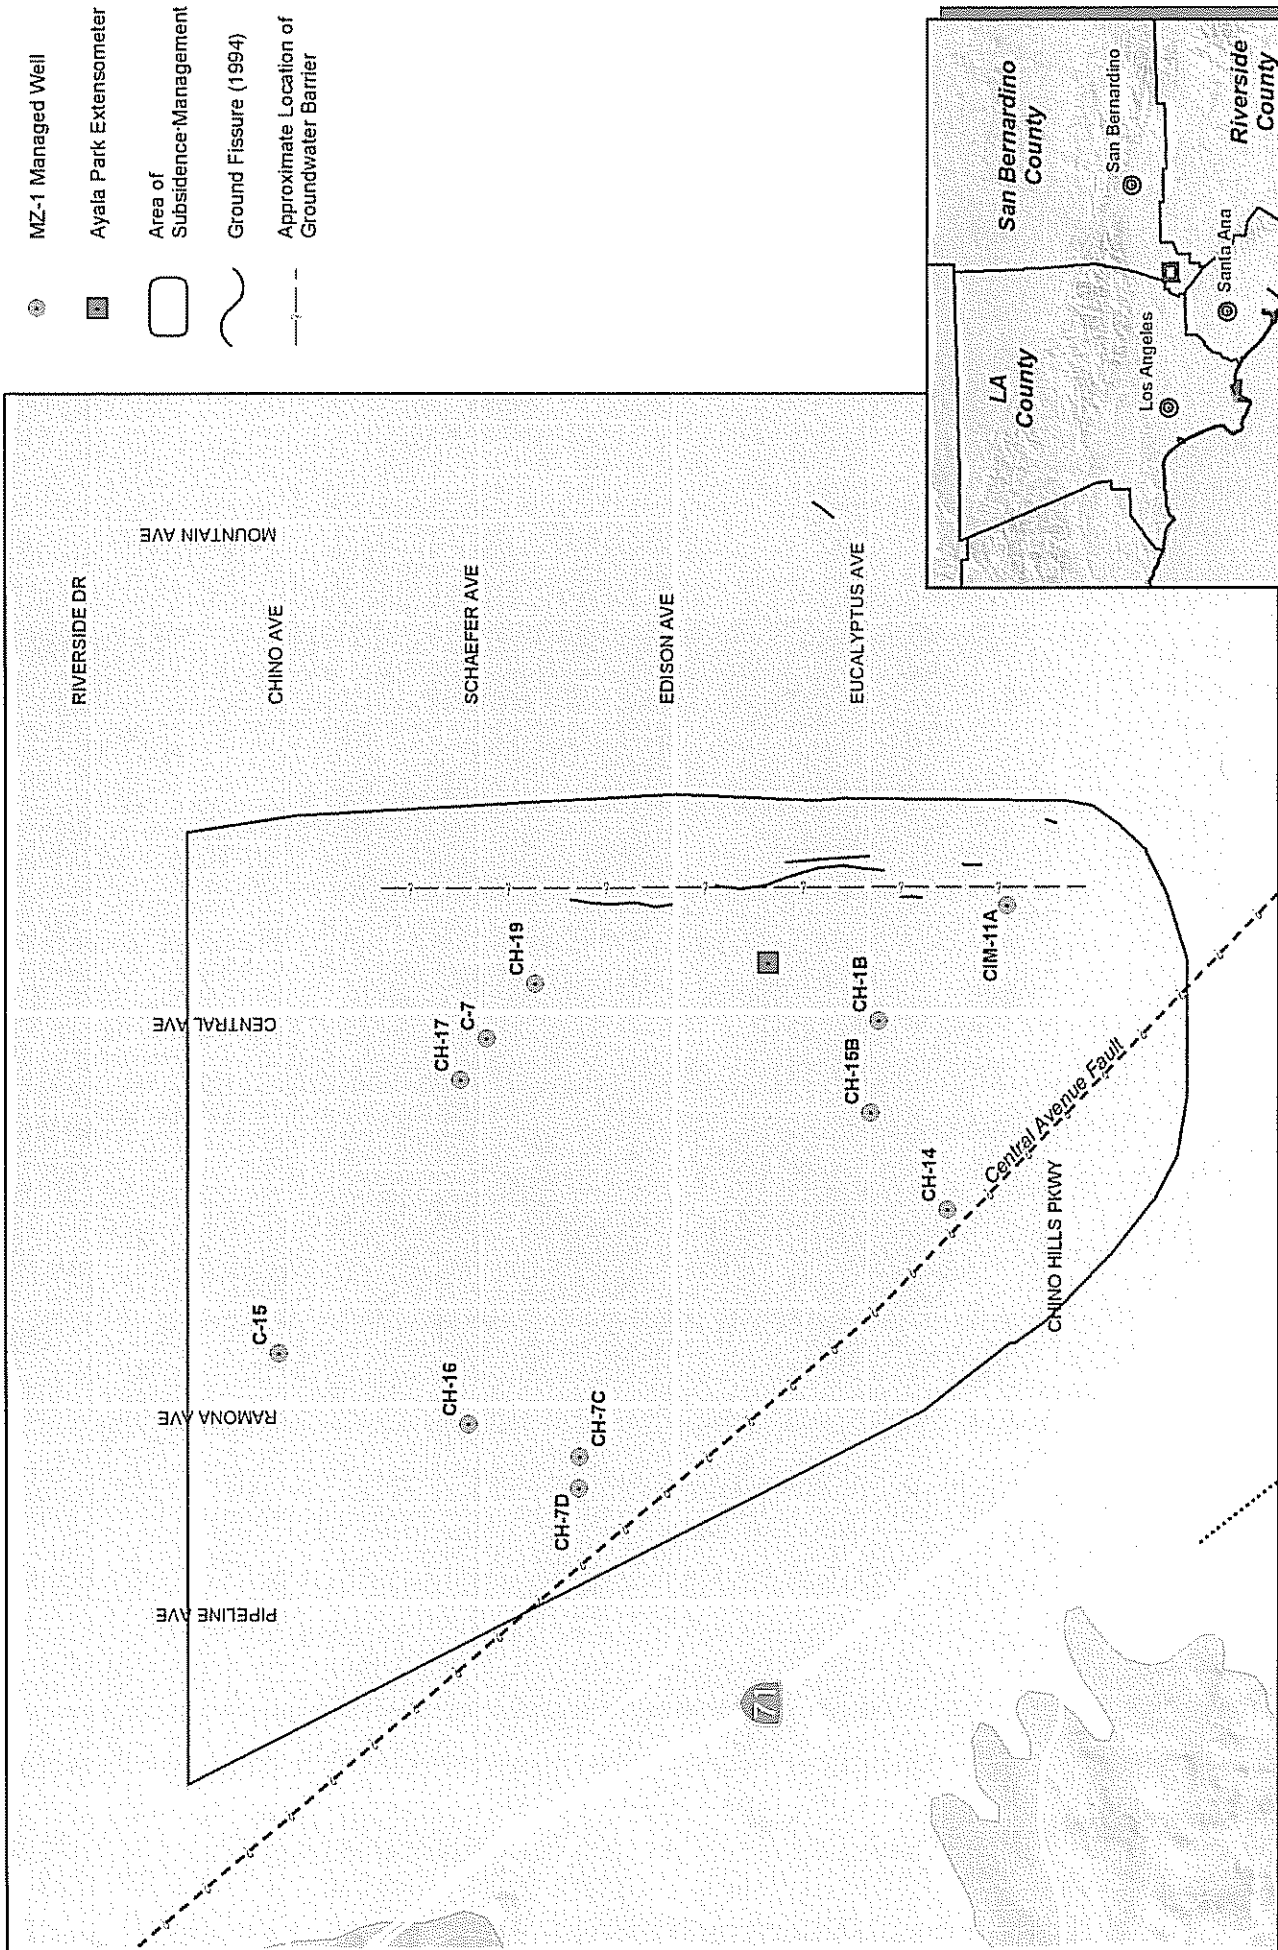 MZ-1 Managed Well
Ayala Park Extensometer
Area of
Subsidence Management
Ground Fissure (1994)
Approximate Location of
Groundwater Barrier
RIVERSIDE DR
CHINO AVE
SCHAEFER AVE
EDISON AVE
EUCALYPTUS AVE
CHINO HILLS PKWY
PIPELINE AVE
RAMONA AVE
CENTRAL AVE
MOUNTAIN AVE
C-15
CH-16
CH-7D
CH-7C
CH-17
C-7
CH-19
CH-15B
CH-1B
CH-14
CIM-11A
Central Avenue Fault
71
LA
County
San Bernardino
County
Riverside
County
Los Angeles
San Bernardino
Santa Ana